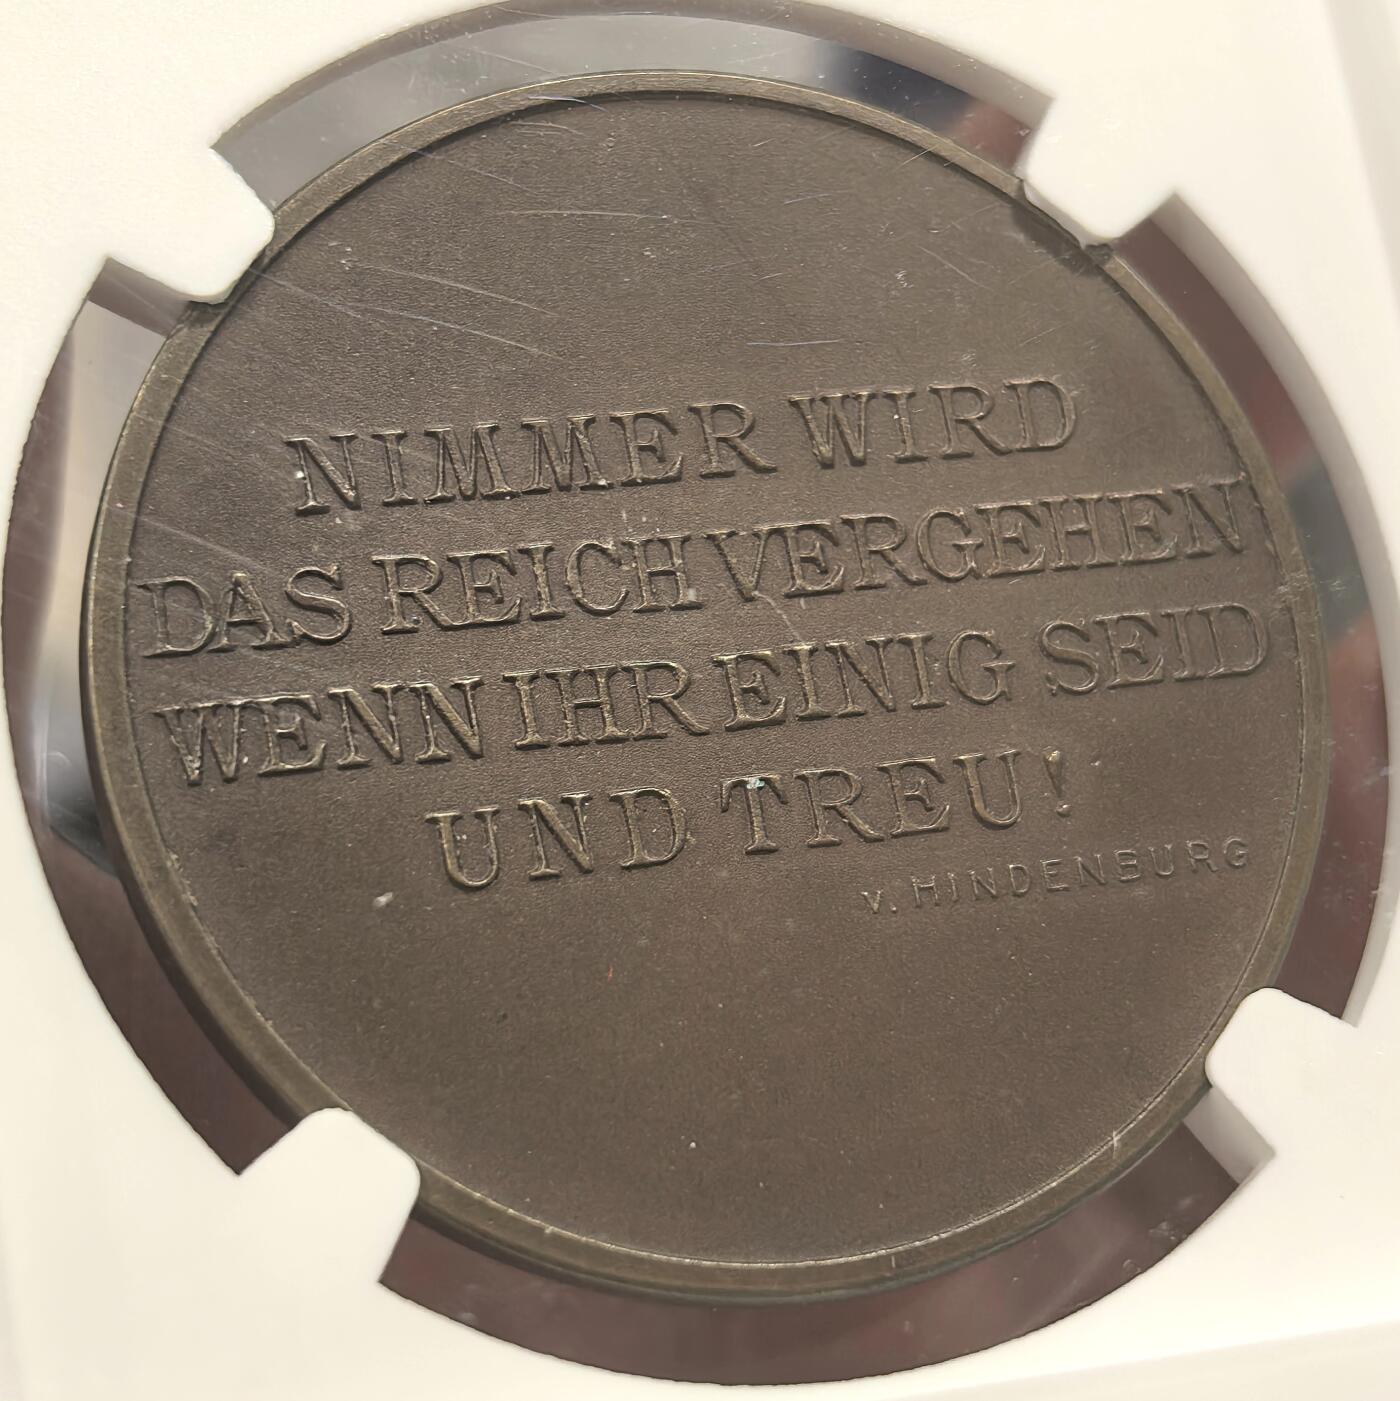 NIMMER WIRD
DAS REICH VERGEHEN,
WENN IHR EINIG SEID
UND TREU!
v. HINDENBURG